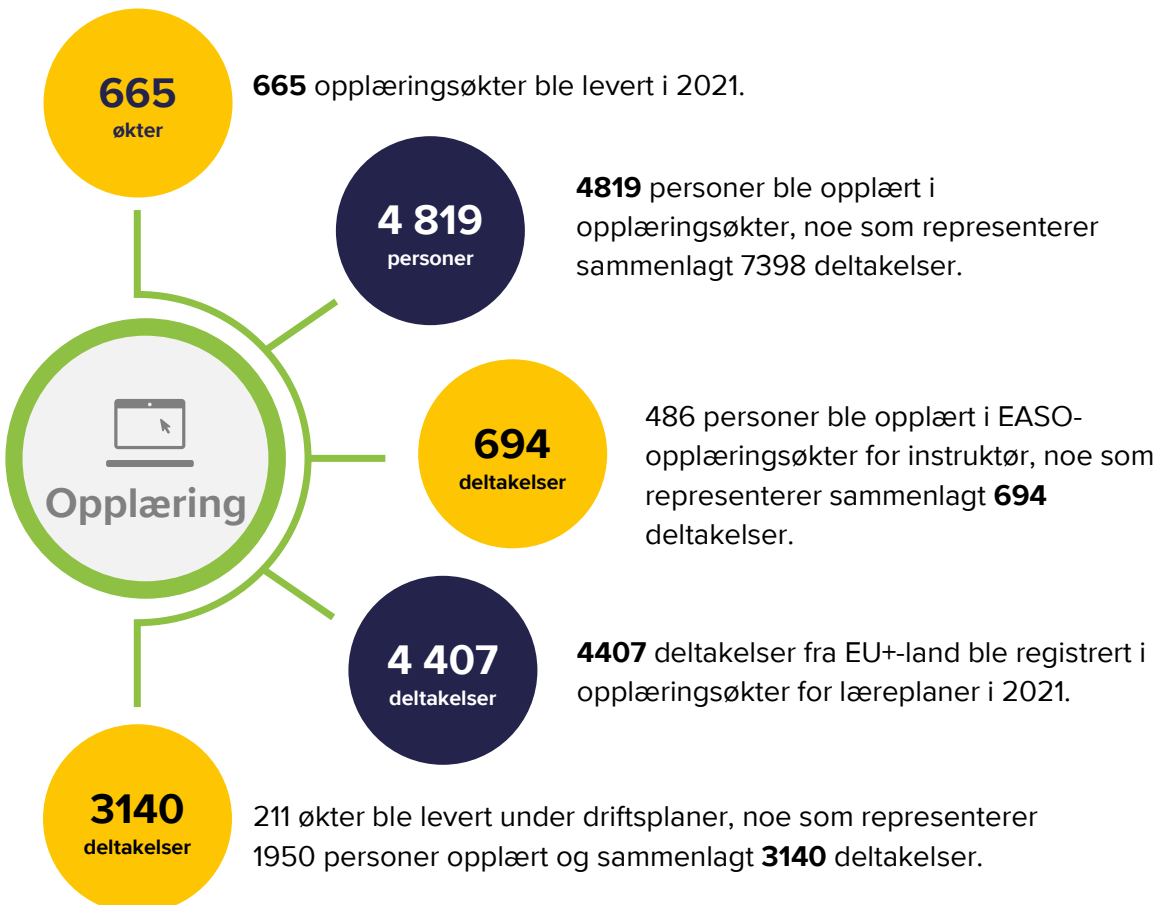 665
økter
665 opplæringsøkter ble levert i 2021.
4 819
personer
4819 personer ble opplært i
opplæringsøkter, noe som representerer
sammenlagt 7398 deltakelser.
694
deltakelser
486 personer ble opplært i EASO-
opplæringsøkter for instruktør, noe som
representerer sammenlagt 694
deltakelser.
Opplæring
4 407
deltakelser
4407 deltakelser fra EU+-land ble registrert i
opplæringsøkter for læreplaner i 2021.
3140
deltakelser
211 økter ble levert under driftsplaner, noe som representerer
1950 personer opplært og sammenlagt 3140 deltakelser.